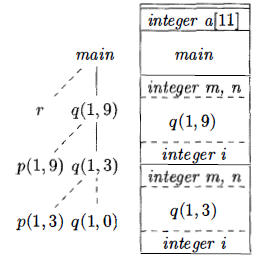 integer a[11]
main
main
integer m, n
r q(1,9)
q(1,9)
integer i
p(1,9) q(1,3)
integer m, n
q(1,3)
p(1,3) q(1,0)
integer i